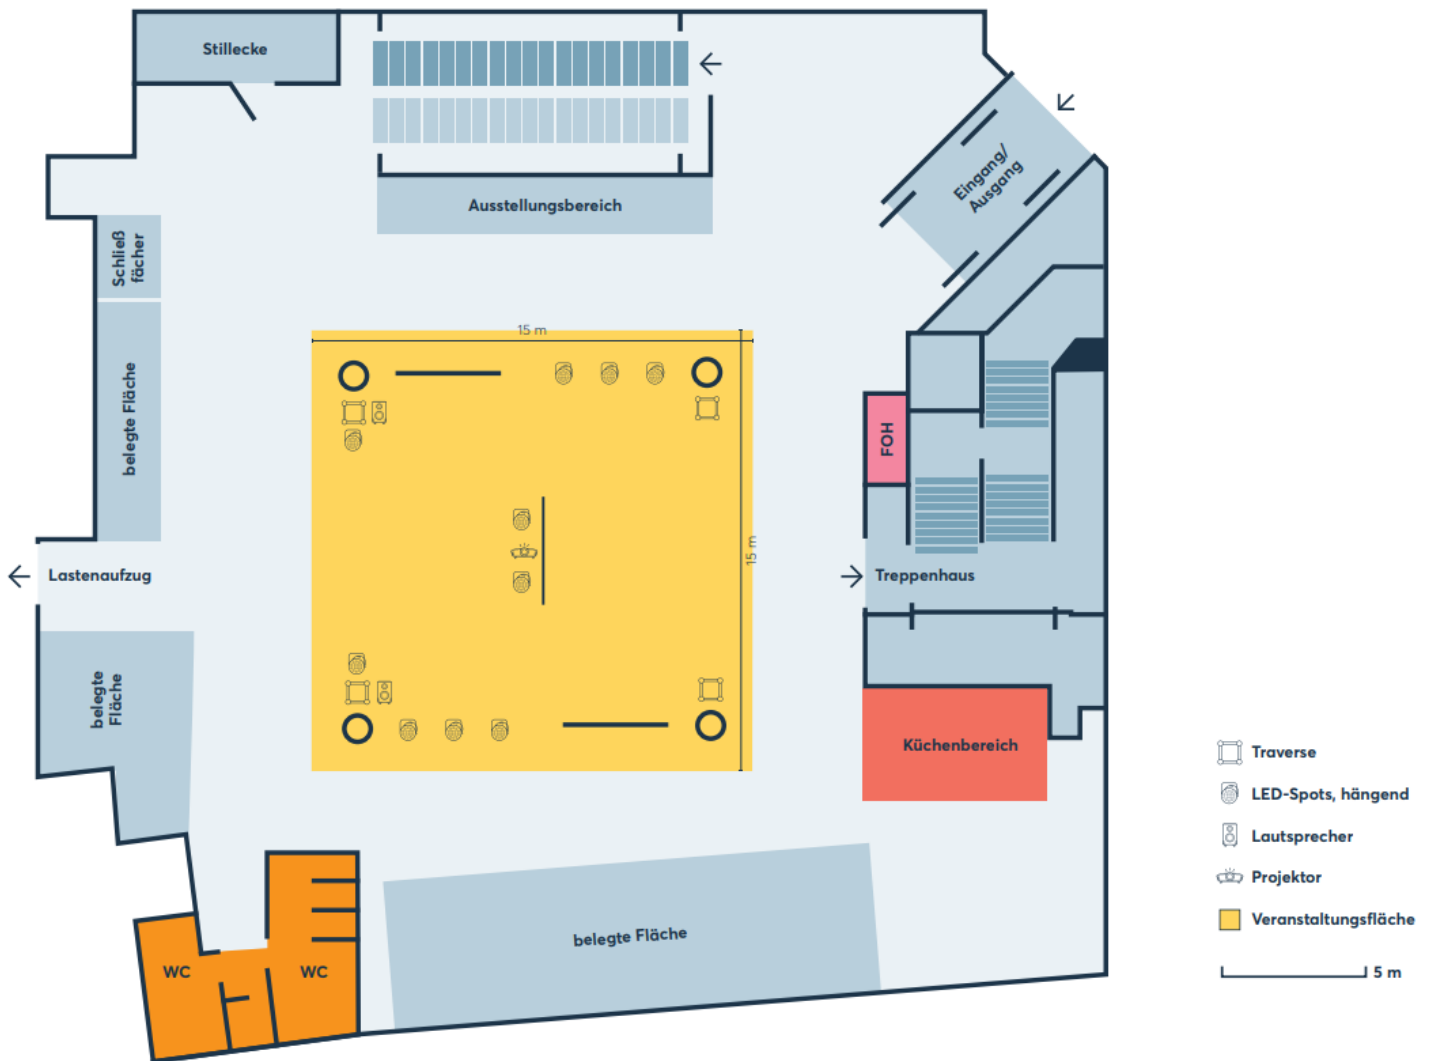 Stillecke
Ausstellungsbereich
Eingang/
Ausgang
Schließ
fächer
15 m
belegte Fläche
FOH
15 m
Lastenaufzug
Treppenhaus
belegte
Fläche
Küchenbereich
belegte Fläche
WC
WC
Traverse
LED-Spots, hängend
Lautsprecher
Projektor
Veranstaltungsfläche
5 m